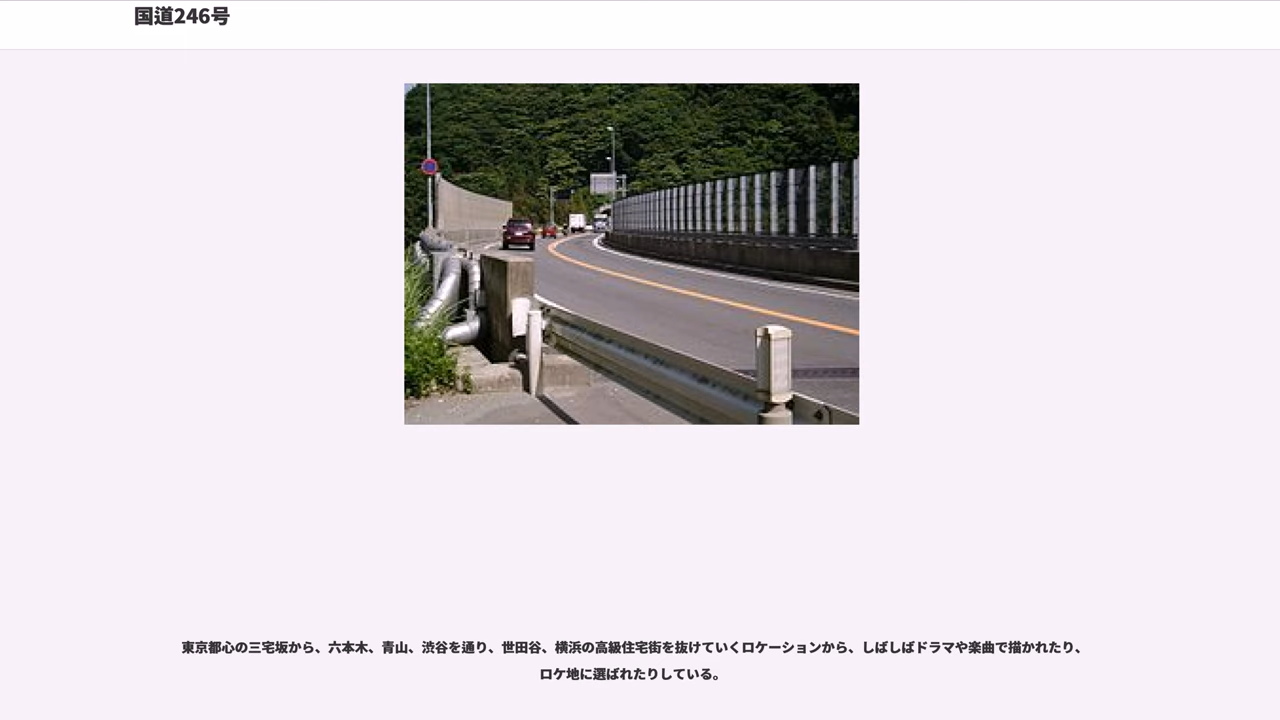 国道246号
東京都心の三宅坂から、六本木、青山、渋谷を通り、世田谷、横浜の高級住宅街を抜けていくロケーションから、しばしばドラマや楽曲で描かれたり、
ロケ地に選ばれたりしている。